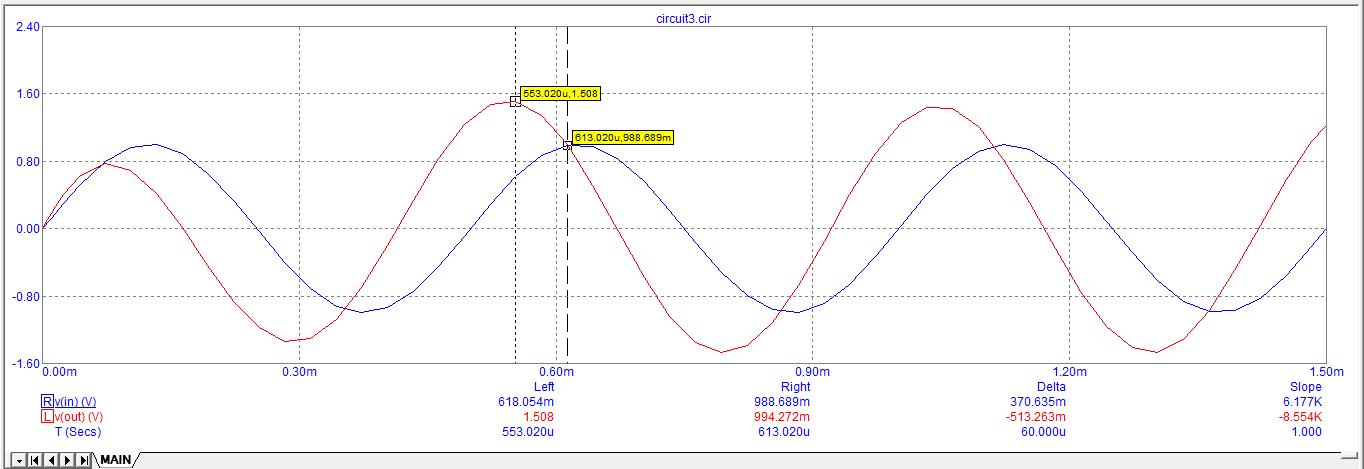 circuit3.cir
2.40
1.60
553.020u,1.508
613.020u,988.689m
0.80
0.00
-0.80
-1.60
0.00m 0.30m 0.60m 0.90m 1.20m 1.50m
Left Right Delta Slope
R v(in) (V) 618.054m 988.689m 370.635m 6.177K
L v(out) (V) 1.508 994.272m -513.263m -8.554K
T (Secs) 553.020u 613.020u 60.000u 1.000
MAIN